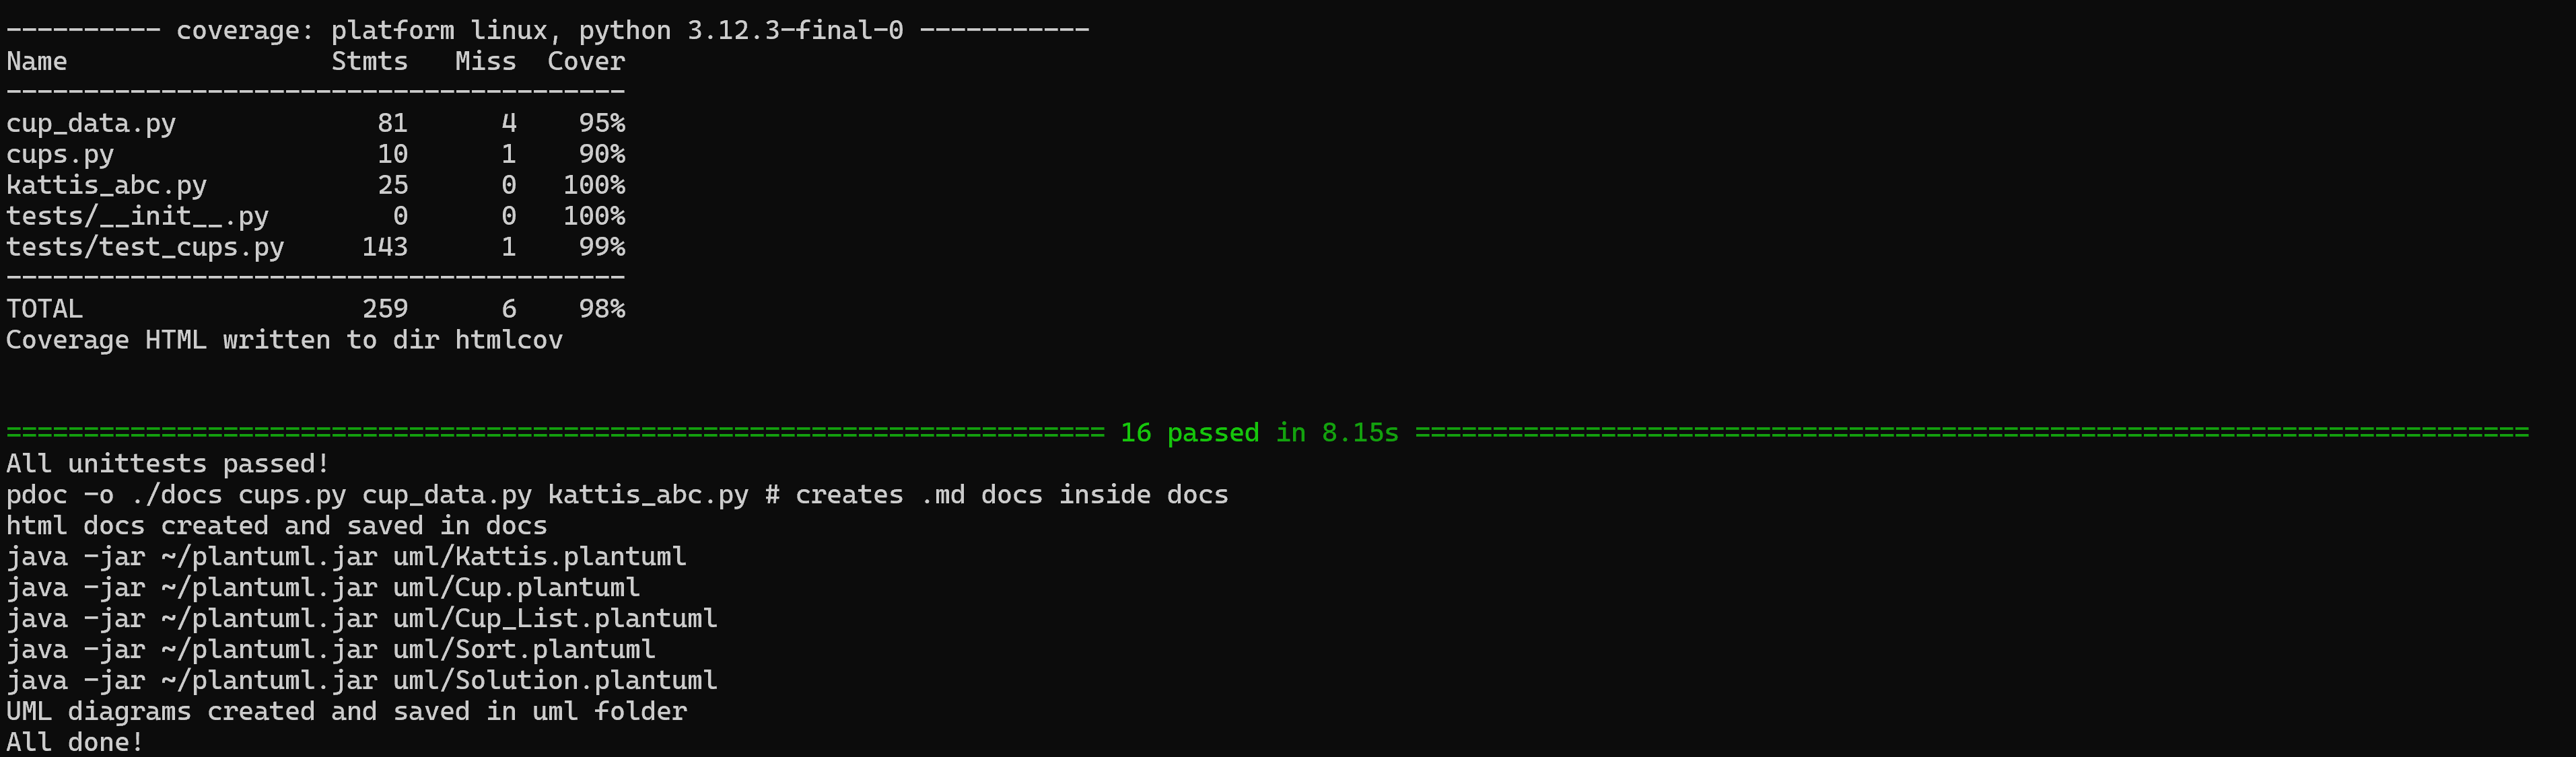 ---------- coverage: platform linux, python 3.12.3-final-0 -----------
Name                 Stmts   Miss  Cover
----------------------------------------
cup_data.py             81      4    95%
cups.py                 10      1    90%
kattis_abc.py           25      0   100%
tests/__init__.py        0      0   100%
tests/test_cups.py     143      1    99%
----------------------------------------
TOTAL                  259      6    98%
Coverage HTML written to dir htmlcov
======================================================================= 16 passed in 8.15s ========================================================================
All unittests passed!
pdoc -o ./docs cups.py cup_data.py kattis_abc.py # creates .md docs inside docs
html docs created and saved in docs
java -jar ~/plantuml.jar uml/Kattis.plantuml
java -jar ~/plantuml.jar uml/Cup.plantuml
java -jar ~/plantuml.jar uml/Cup_List.plantuml
java -jar ~/plantuml.jar uml/Sort.plantuml
java -jar ~/plantuml.jar uml/Solution.plantuml
UML diagrams created and saved in uml folder
All done!